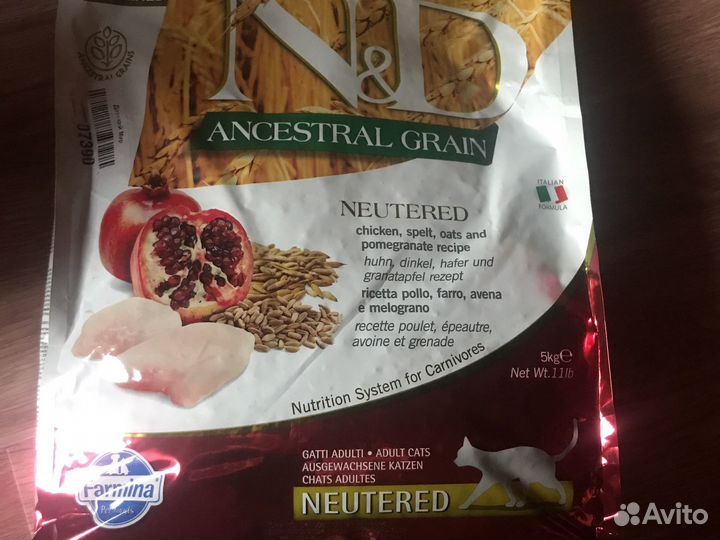 N&D
ANCESTRAL GRAINS
07390
ANCESTRAL GRAIN
ITALIAN
FORMULA
NEUTERED
chicken, spelt, oats and
pomegranate recipe
huhn, dinkel, hafer und
granatapfel rezept
ricetta pollo, farro, avena
e melograno
recette poulet, épeautre,
avoine et grenade
Nutrition System for Carnivores
5kg℮
Net Wt.11lb
GATTI ADULTI • ADULT CATS
AUSGEWACHSENE KATZEN
CHATS ADULTES
NEUTERED
Farmina
Avito